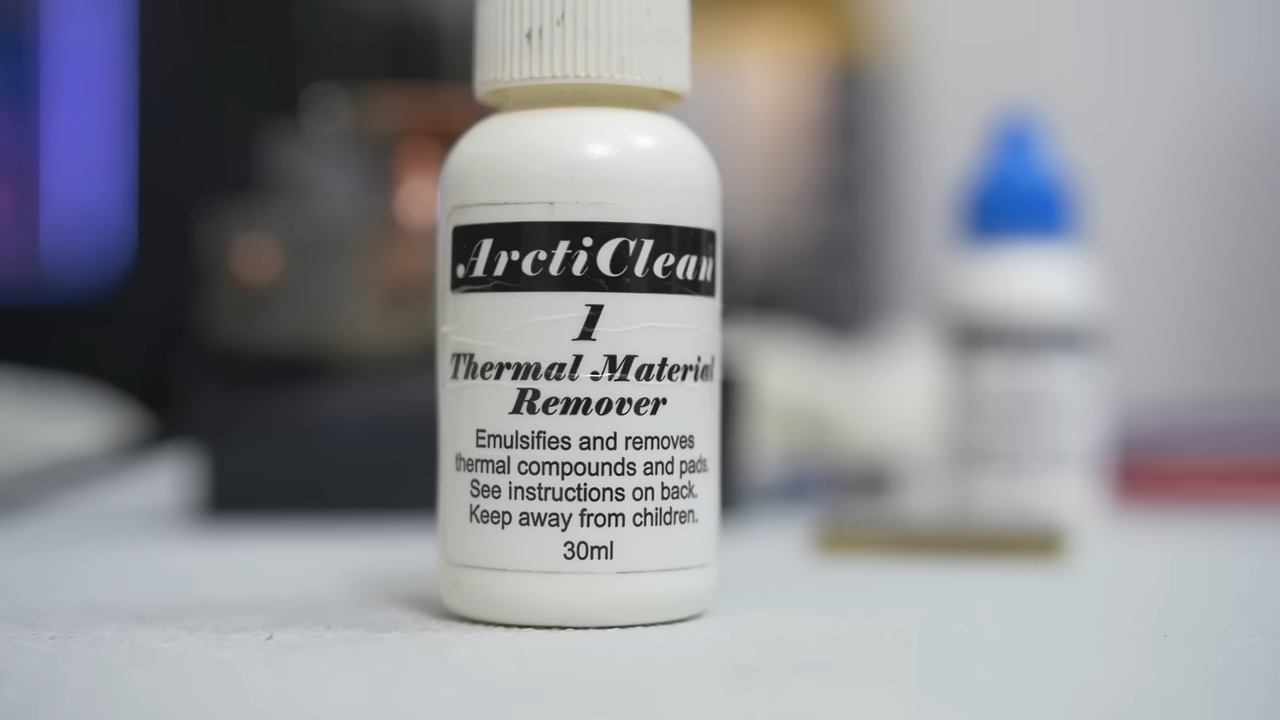 ArctiClean
1
Thermal Material
Remover
Emulsifies and removes
thermal compounds and pads.
See instructions on back.
Keep away from children.
30ml